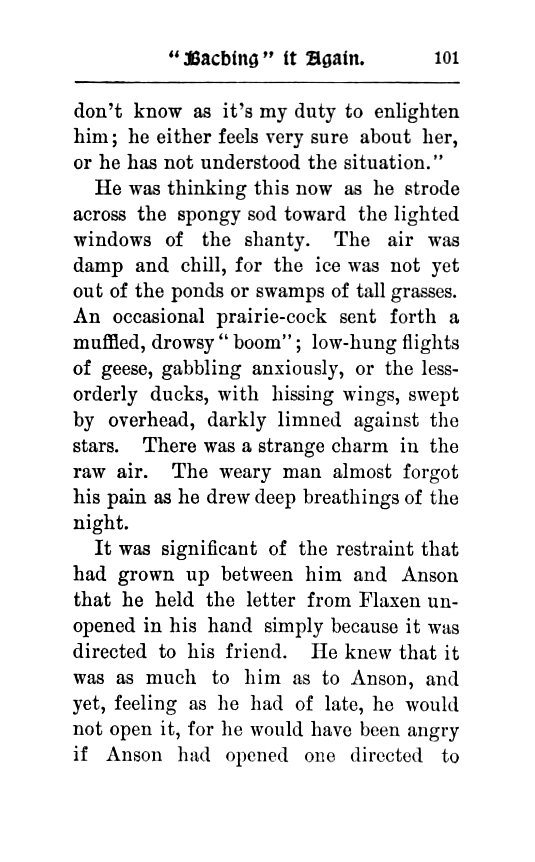 “Baching” it Again. 101
don't know as it's my duty to enlighten
him; he either feels very sure about her,
or he has not understood the situation.”
He was thinking this now as he strode
across the spongy sod toward the lighted
windows of the shanty. The air was
damp and chill, for the ice was not yet
out of the ponds or swamps of tall grasses.
An occasional prairie-cock sent forth a
muffled, drowsy “boom”; low-hung flights
of geese, gabbling anxiously, or the less-
orderly ducks, with hissing wings, swept
by overhead, darkly limned against the
stars. There was a strange charm in the
raw air. The weary man almost forgot
his pain as he drew deep breathings of the
night.
It was significant of the restraint that
had grown up between him and Anson
that he held the letter from Flaxen un-
opened in his hand simply because it was
directed to his friend. He knew that it
was as much to him as to Anson, and
yet, feeling as he had of late, he would
not open it, for he would have been angry
if Anson had opened one directed to